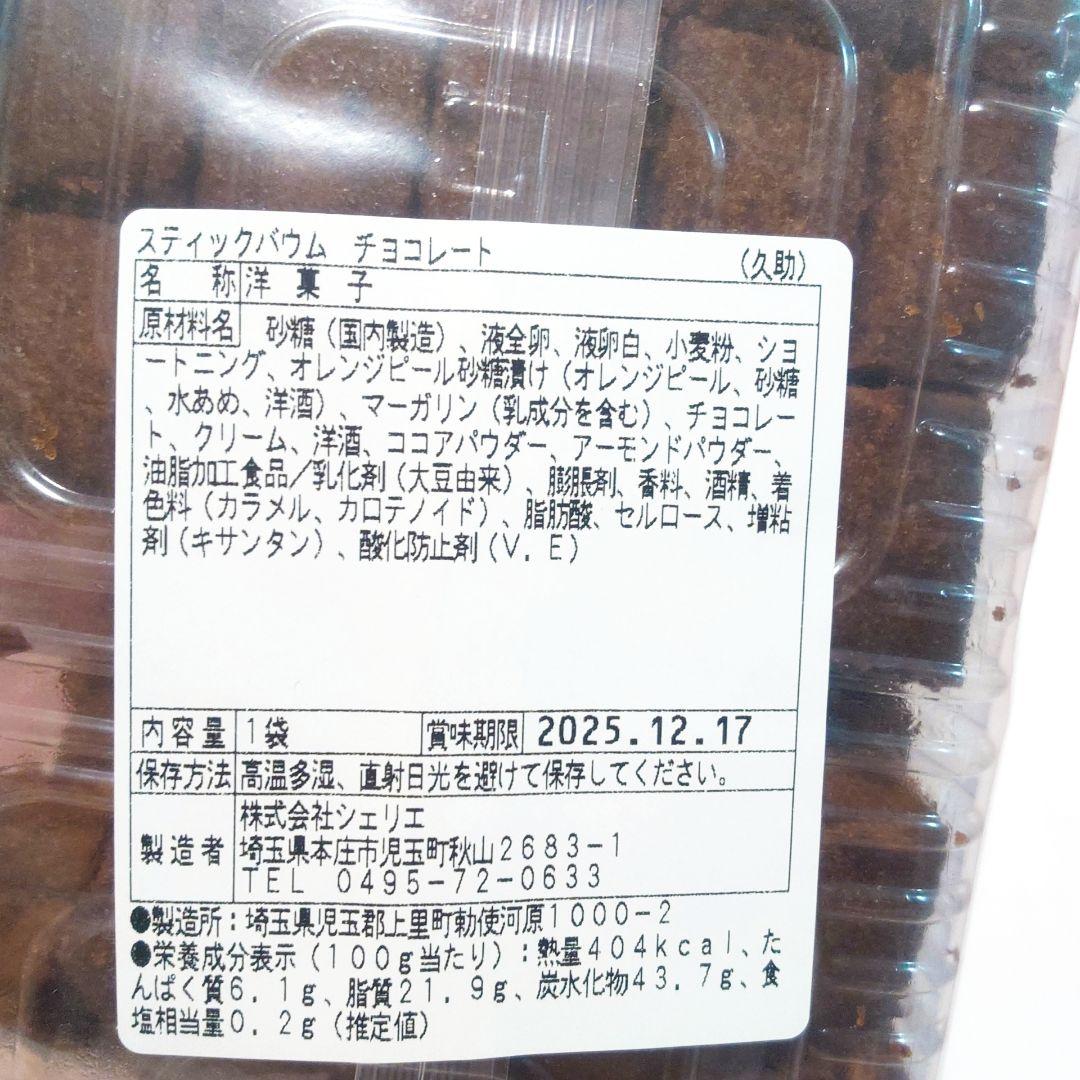 スティックバウム チョコレート (久助)
名 称 洋 菓 子
原材料名 砂糖（国内製造）、液全卵、液卵白、小麦粉、ショ
ートニング、オレンジピール砂糖漬け（オレンジピール、砂糖
、水あめ、洋酒）、マーガリン（乳成分を含む）、チョコレー
ト、クリーム、洋酒、ココアパウダー、アーモンドパウダー、
油脂加工食品／乳化剤（大豆由来）、膨脹剤、香料、酒精、着
色料（カラメル、カロテノイド）、脂肪酸、セルロース、増粘
剤（キサンタン）、酸化防止剤（Ｖ．Ｅ）
内容量 1袋 賞味期限 2025.12.17
保存方法 高温多湿、直射日光を避けて保存してください。
株式会社シェリエ
製造者 埼玉県本庄市児玉町秋山２６８３－１
ＴＥＬ ０４９５－７２－０６３３
●製造所：埼玉県児玉郡上里町勅使河原１０００－２
●栄養成分表示（１００ｇ当たり）：熱量４０４ｋｃａｌ、た
んぱく質６．１ｇ、脂質２１．９ｇ、炭水化物４３．７ｇ、食
塩相当量０．２ｇ（推定値）